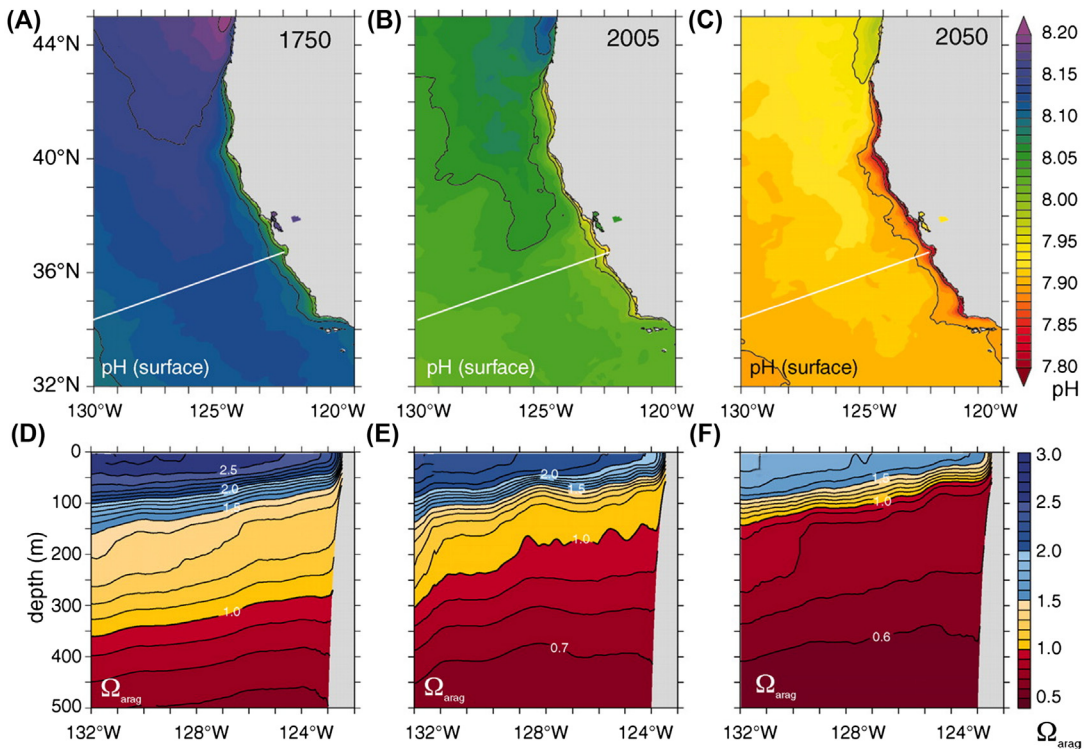 (A)
1750
44°N
40°N
36°N
32°N
pH (surface)
130°W
125°W
120°W
(B)
2005
pH (surface)
130°W
125°W
120°W
(C)
2050
pH (surface)
130°W
125°W
120°W
8.20
8.15
8.10
8.05
8.00
7.95
7.90
7.85
7.80
pH
(D)
0
100
200
300
400
500
depth (m)
2.5
2.0
1.5
1.0
Ωarag
132°W
128°W
124°W
(E)
2.0
1.5
1.0
0.7
Ωarag
132°W
128°W
124°W
(F)
1.0
0.6
Ωarag
132°W
128°W
124°W
3.0
2.5
2.0
1.5
1.0
0.5
Ωarag